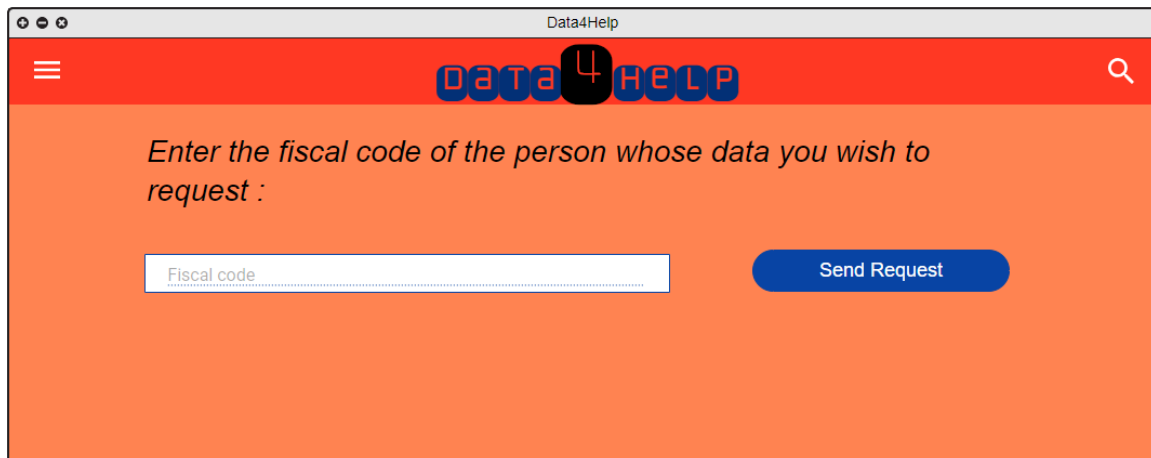 Data4Help
DaTa4HeLP
Enter the fiscal code of the person whose data you wish to
request :
Fiscal code
Send Request